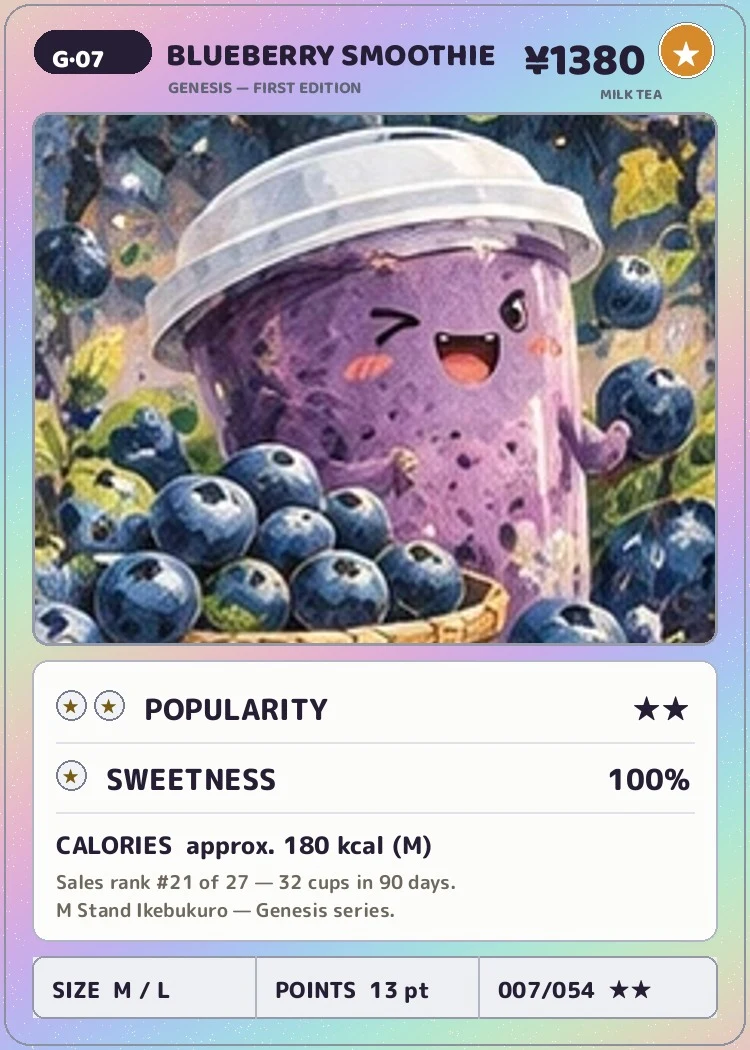 G·07 BLUEBERRY SMOOTHIE ¥1380 ★
GENESIS — FIRST EDITION
MILK TEA
★ ★ POPULARITY ★★
★ SWEETNESS 100%
CALORIES approx. 180 kcal (M)
Sales rank #21 of 27 — 32 cups in 90 days.
M Stand Ikebukuro — Genesis series.
SIZE M / L POINTS 13 pt 007/054 ★★